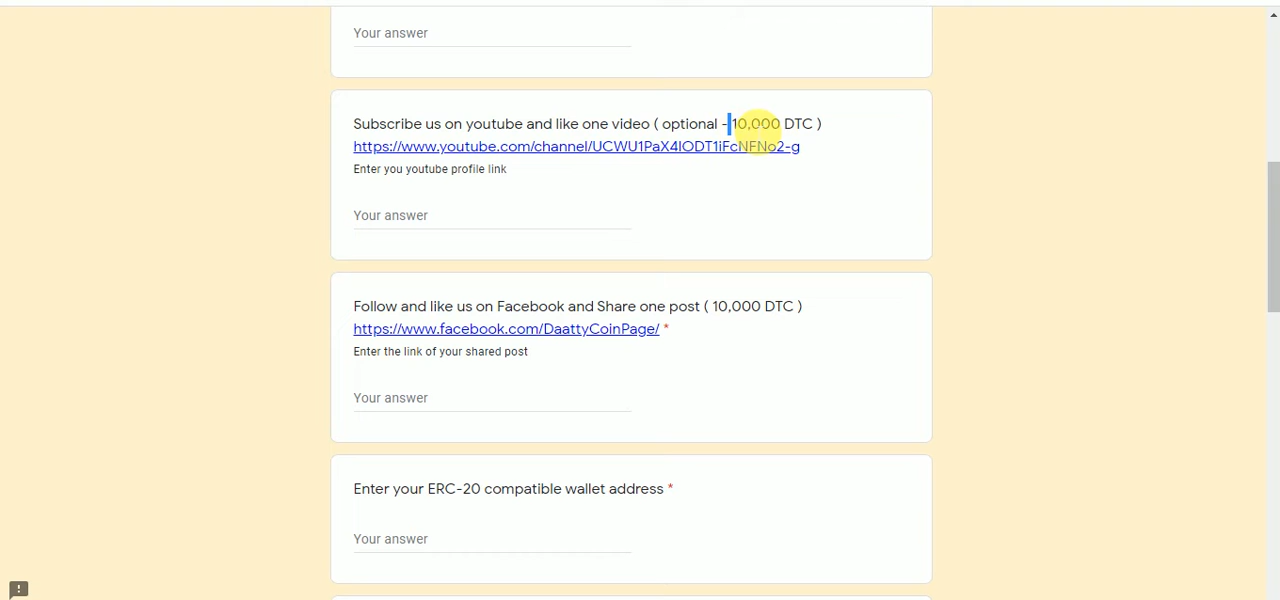 Your answer
Subscribe us on youtube and like one video ( optional - 10,000 DTC )
https://www.youtube.com/channel/UCWU1PaX4IODT1iFcNFNo2-g
Enter you youtube profile link
Your answer
Follow and like us on Facebook and Share one post ( 10,000 DTC )
https://www.facebook.com/DaattyCoinPage/ *
Enter the link of your shared post
Your answer
Enter your ERC-20 compatible wallet address *
Your answer